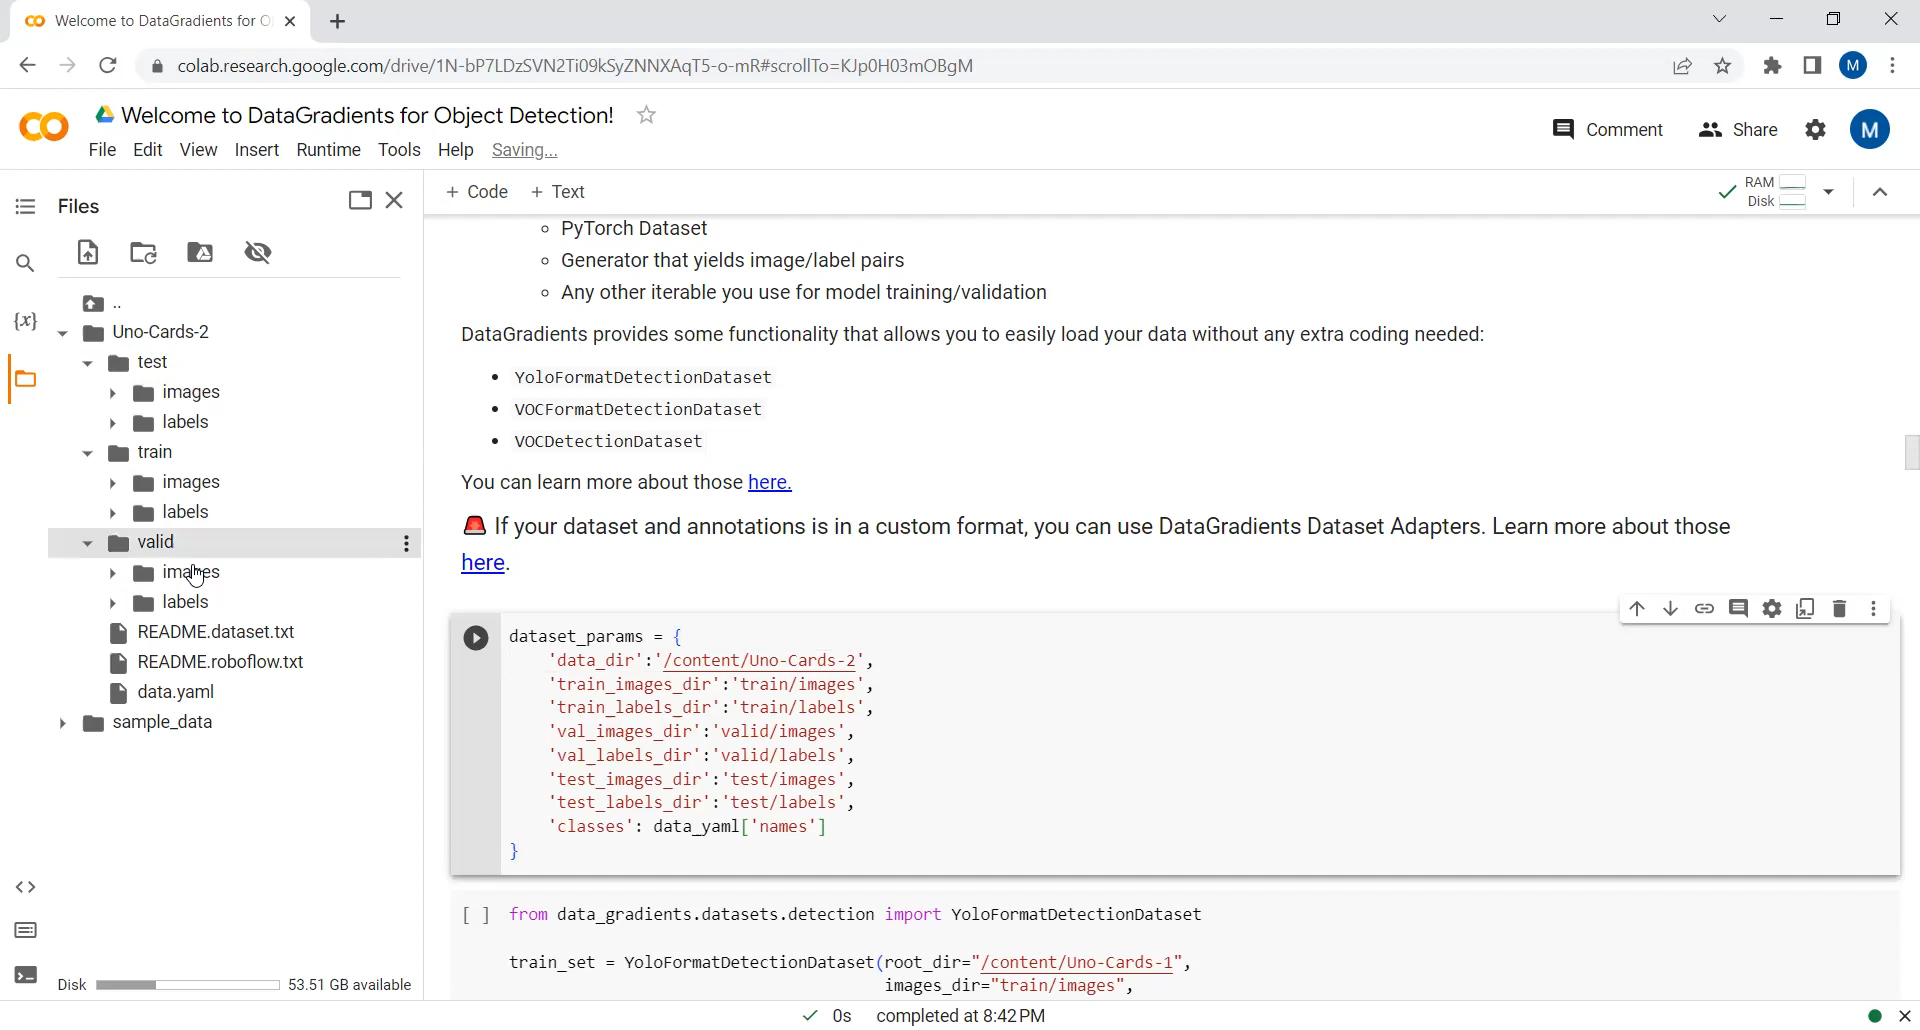 Welcome to DataGradients for O
colab.research.google.com/drive/1N-bP7LDzSVN2Ti09kSyZNNXAqT5-o-mR#scrollTo=KJp0H03mOBgM
M
Welcome to DataGradients for Object Detection!
File Edit View Insert Runtime Tools Help Saving...
Comment Share M
Files
+ Code + Text
RAM
Disk
{x}
..
Uno-Cards-2
test
images
labels
train
images
labels
valid
images
labels
README.dataset.txt
README.roboflow.txt
data.yaml
sample_data
Disk 53.51 GB available
PyTorch Dataset
Generator that yields image/label pairs
Any other iterable you use for model training/validation
DataGradients provides some functionality that allows you to easily load your data without any extra coding needed:
YoloFormatDetectionDataset
VOCFormatDetectionDataset
VOCDetectionDataset
You can learn more about those here.
If your dataset and annotations is in a custom format, you can use DataGradients Dataset Adapters. Learn more about those
here.
dataset_params = {
'data_dir':'/content/Uno-Cards-2',
'train_images_dir':'train/images',
'train_labels_dir':'train/labels',
'val_images_dir':'valid/images',
'val_labels_dir':'valid/labels',
'test_images_dir':'test/images',
'test_labels_dir':'test/labels',
'classes': data_yaml['names']
}
[ ] from data_gradients.datasets.detection import YoloFormatDetectionDataset
train_set = YoloFormatDetectionDataset(root_dir="/content/Uno-Cards-1",
images_dir="train/images",
0s completed at 8:42 PM